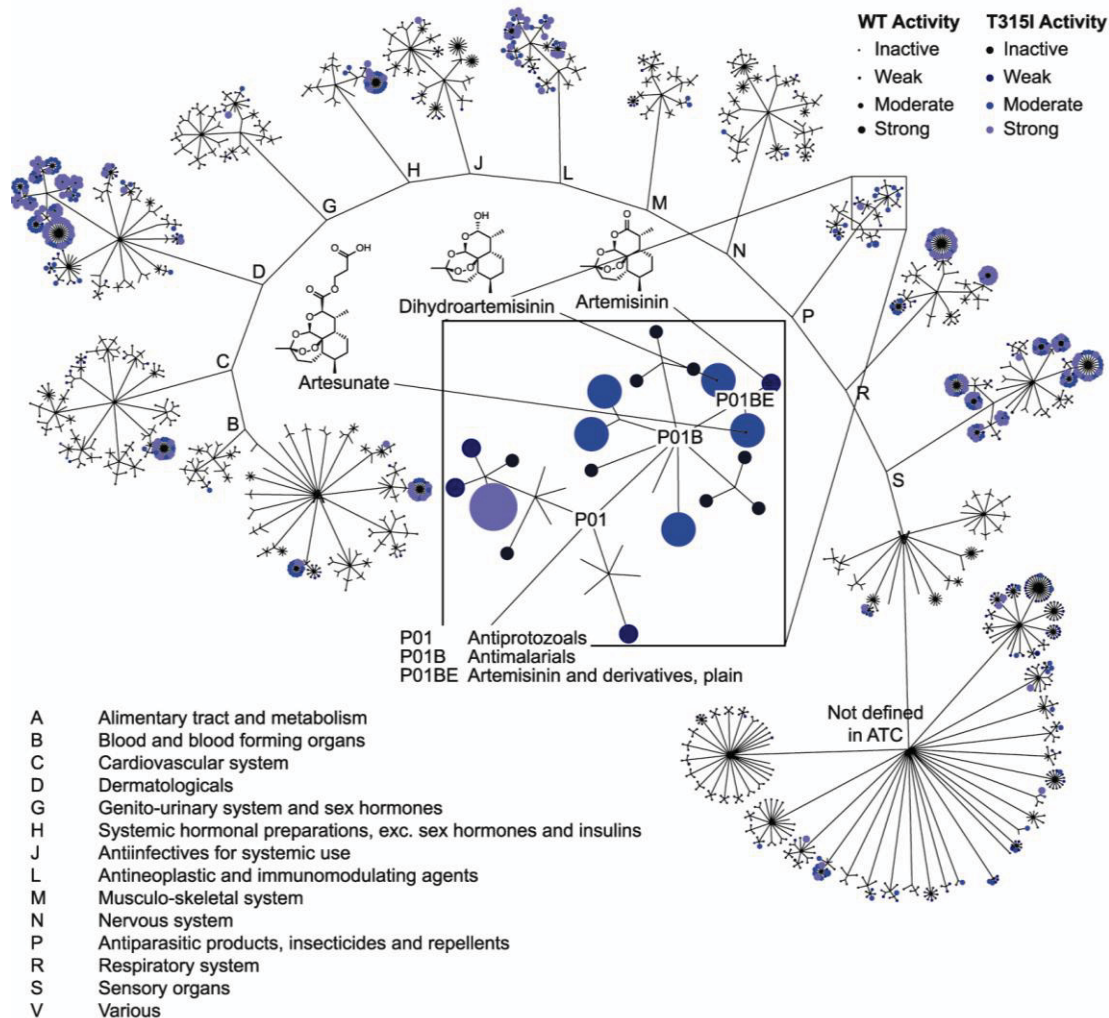 WT Activity
Inactive
Weak
Moderate
Strong
T315I Activity
Inactive
Weak
Moderate
Strong
H
J
L
M
G
N
D
P
C
R
B
S
V
OH
O
H
O
O
O
O
OH
O
O
O
O
O
O
O
O
O
O
O
O
Dihydroartemisinin
Artemisinin
Artesunate
P01BE
P01B
P01
P01 Antiprotozoals
P01B Antimalarials
P01BE Artemisinin and derivatives, plain
Not defined
in ATC
A Alimentary tract and metabolism
B Blood and blood forming organs
C Cardiovascular system
D Dermatologicals
G Genito-urinary system and sex hormones
H Systemic hormonal preparations, exc. sex hormones and insulins
J Antiinfectives for systemic use
L Antineoplastic and immunomodulating agents
M Musculo-skeletal system
N Nervous system
P Antiparasitic products, insecticides and repellents
R Respiratory system
S Sensory organs
V Various